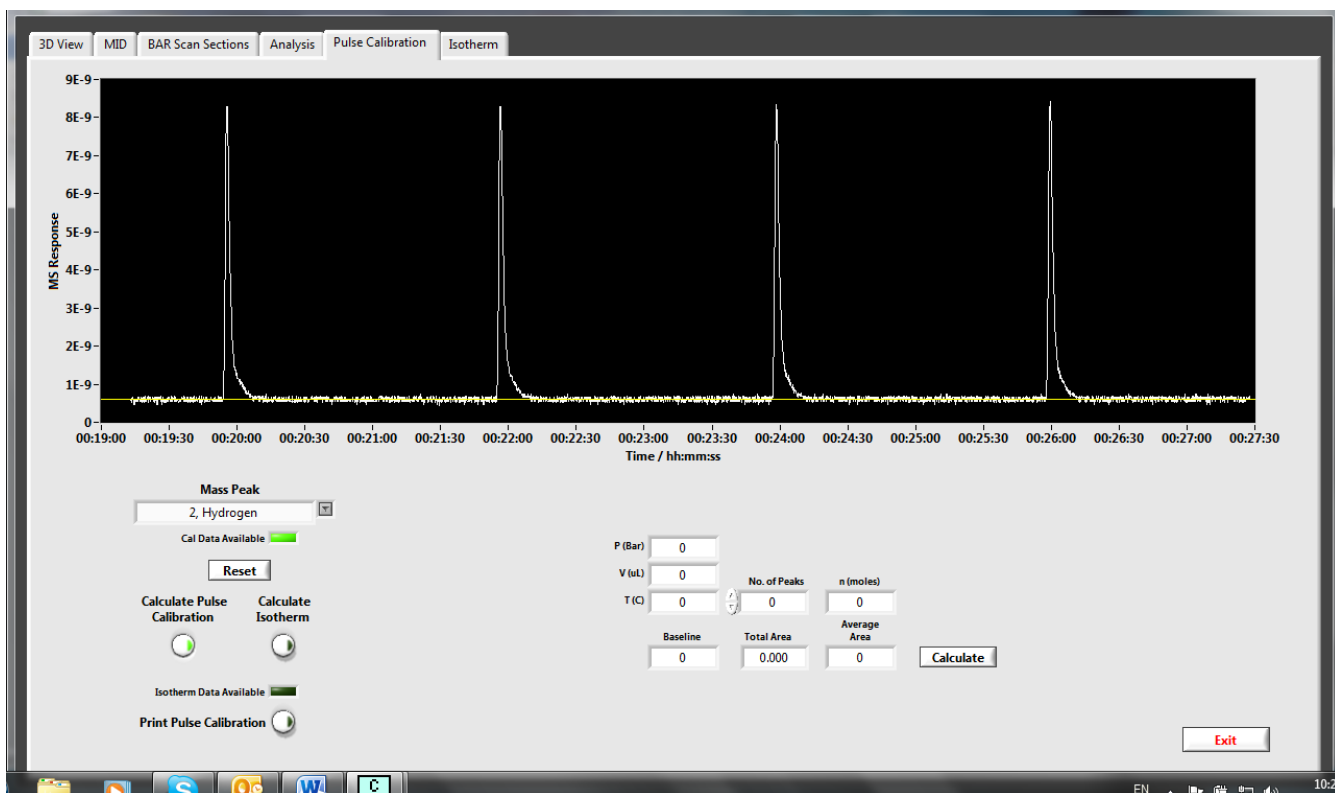 3D View MID BAR Scan Sections Analysis Pulse Calibration Isotherm
9E-9
8E-9
7E-9
6E-9
5E-9
4E-9
3E-9
2E-9
1E-9
0
MS Response
00:19:00 00:19:30 00:20:00 00:20:30 00:21:00 00:21:30 00:22:00 00:22:30 00:23:00 00:23:30 00:24:00 00:24:30 00:25:00 00:25:30 00:26:00 00:26:30 00:27:00 00:27:30
Time / hh:mm:ss
Mass Peak
2, Hydrogen
Cal Data Available
Reset
Calculate Pulse
Calibration
Calculate
Isotherm
Isotherm Data Available
Print Pulse Calibration
P (Bar) 0
V (uL) 0
T (C) 0
No. of Peaks
0
n (moles)
0
Baseline
0
Total Area
0.000
Average
Area
0
Calculate
Exit
S W C
EN